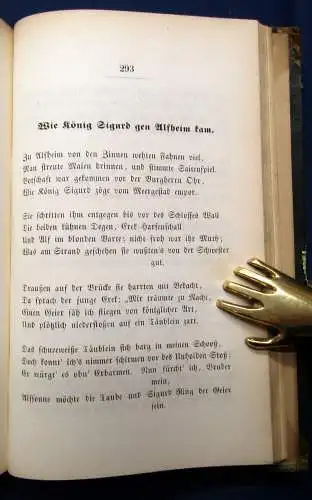 293
Wie König Sigurd gen Alfheim kam.
Zu Alfheim von den Zinnen wehten Fahnen viel,
Man streute Maien drinnen, und stimmte Saitenspiel.
Botschaft war gekommen vor der Burgherrn Ohr,
Wie König Sigurd zöge vom Meergestad empor.
Sie schritten ihm entgegen bis vor des Schlosses Wall
Die beiden kühnen Degen, Erek Harfenschall
Und Alf im blonden Barte; nicht froh war ihr Muth;
Was am Strand geschehen sie wußten's von der Schwester
gut.
Draußen auf der Brücke sie harrten mit Bedacht,
Da sprach der junge Erek: „Mir träumte zu Nacht,
Einen Geier säh ich fliegen von königlicher Art,
Und plötzlich niederstoßen auf ein Täublein zart.
Das schneeweiße Täublein sich barg in meinen Schooß,
Doch konnt' ich's nimmer schirmen vor des Unholden Stoß;
Er würgt' es ohn' Erbarmen. Nun fürcht' ich, Bruder
mein,
Alfsonne möchte die Taube und Sigurd Ring der Geier
sein.